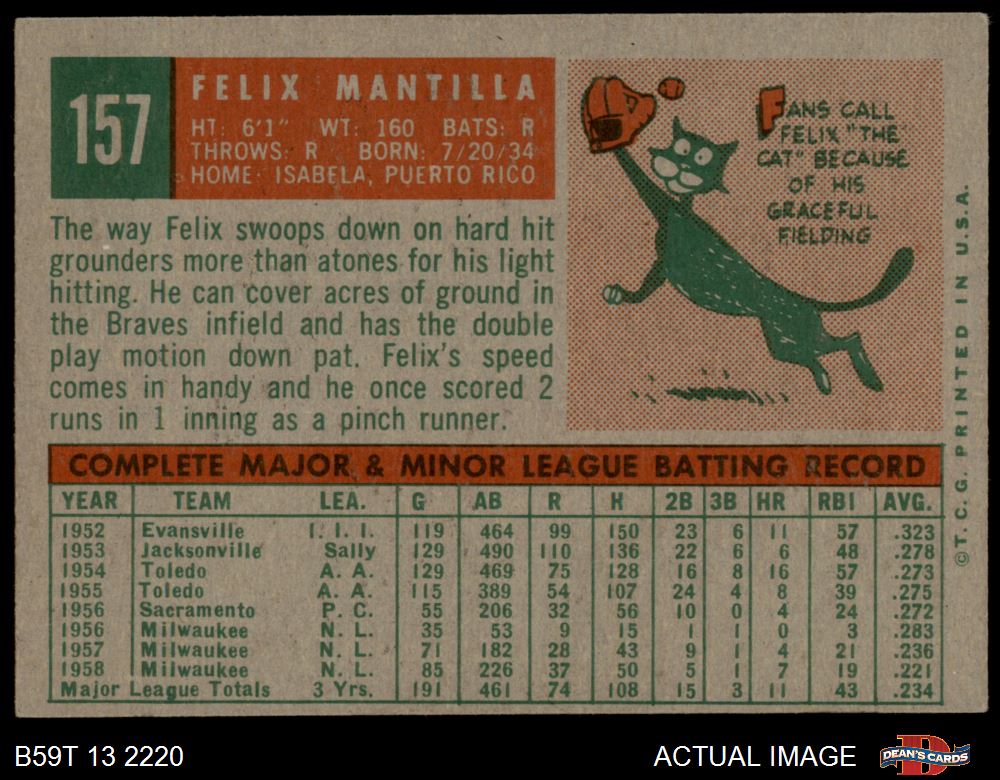 157
FELIX MANTILLA
HT: 6'1" WT: 160 BATS: R
THROWS: R BORN: 7/20/34
HOME: ISABELA, PUERTO RICO
FANS CALL
FELIX "THE
CAT" BECAUSE
OF HIS
GRACEFUL
FIELDING
The way Felix swoops down on hard hit
grounders more than atones for his light
hitting. He can cover acres of ground in
the Braves infield and has the double
play motion down pat. Felix's speed
comes in handy and he once scored 2
runs in 1 inning as a pinch runner.
© T. C. G. PRINTED IN U.S.A.
COMPLETE MAJOR & MINOR LEAGUE BATTING RECORD
YEAR TEAM LEA. G AB R H 2B 3B HR RBI AVG.
1952 Evansville I. I. I. 119 464 99 150 23 6 11 57 .323
1953 Jacksonville Sally 129 490 110 136 22 6 6 48 .278
1954 Toledo A. A. 129 469 75 128 16 8 16 57 .273
1955 Toledo A. A. 115 389 54 107 24 4 8 39 .275
1956 Sacramento P. C. 55 206 32 56 10 0 4 24 .272
1956 Milwaukee N. L. 35 53 9 15 1 1 0 3 .283
1957 Milwaukee N. L. 71 182 28 43 9 1 4 21 .236
1958 Milwaukee N. L. 85 226 37 50 5 1 7 19 .221
Major League Totals 3 Yrs. 191 461 74 108 15 3 11 43 .234
B59T 13 2220
ACTUAL IMAGE
DEAN'S CARDS